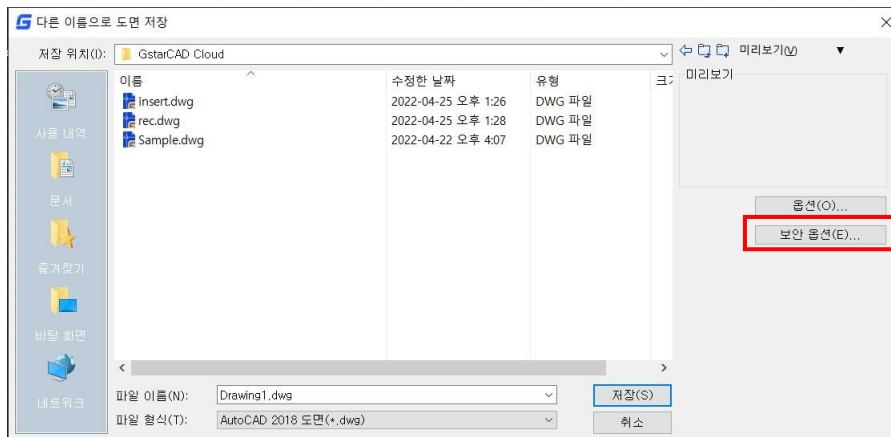 다른 이름으로 도면 저장
저장 위치(I): GstarCAD Cloud 미리보기(V)
이름 수정한 날짜 유형 크기
insert.dwg 2022-04-25 오후 1:26 DWG 파일
rec.dwg 2022-04-25 오후 1:28 DWG 파일
Sample.dwg 2022-04-22 오후 4:07 DWG 파일
미리보기
사용 내역
문서
즐겨찾기
바탕 화면
네트워크
옵션(O)...
보안 옵션(E)...
파일 이름(N): Drawing1.dwg 저장(S)
파일 형식(T): AutoCAD 2018 도면(*.dwg) 취소